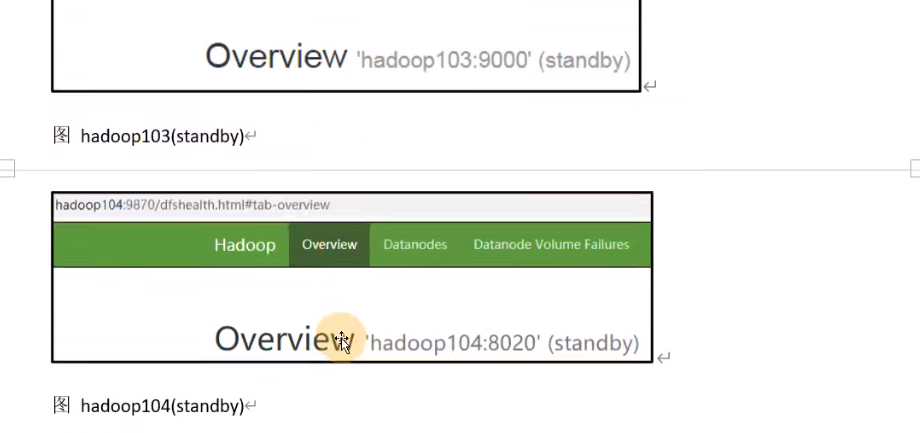 Overview 'hadoop103:9000' (standby)
图 hadoop103(standby)
hadoop104:9870/dfshealth.html#tab-overview
Hadoop Overview Datanodes Datanode Volume Failures
Overview 'hadoop104:8020' (standby)
图 hadoop104(standby)